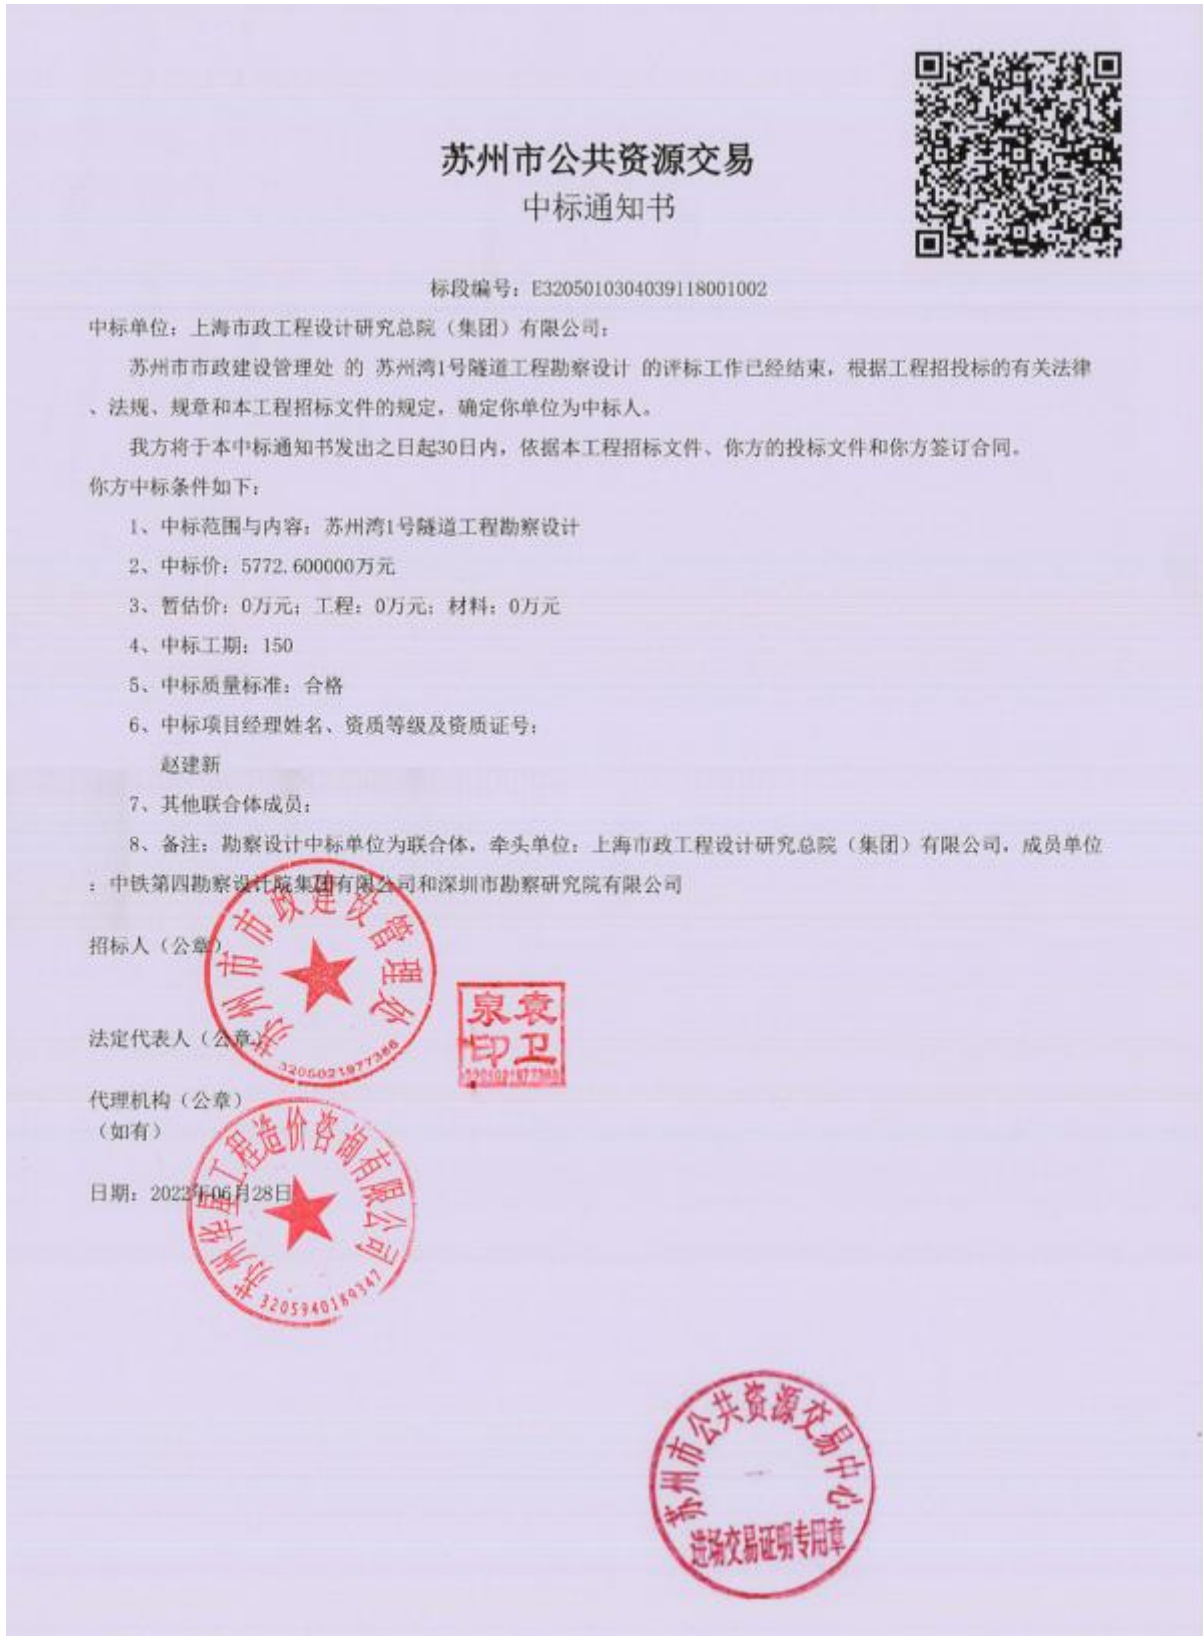 苏州市公共资源交易
中标通知书
标段编号：E3205010304039118001002
中标单位：上海市政工程设计研究总院（集团）有限公司：
苏州市市政建设管理处 的 苏州湾1号隧道工程勘察设计 的评标工作已经结束，根据工程招投标的有关法律
、法规、规章和本工程招标文件的规定，确定你单位为中标人。
我方将于本中标通知书发出之日起30日内，依据本工程招标文件、你方的投标文件和你方签订合同。
你方中标条件如下：
1、中标范围与内容：苏州湾1号隧道工程勘察设计
2、中标价：5772.600000万元
3、暂估价：0万元；工程：0万元；材料：0万元
4、中标工期：150
5、中标质量标准：合格
6、中标项目经理姓名、资质等级及资质证号：
赵建新
7、其他联合体成员：
8、备注：勘察设计中标单位为联合体，牵头单位：上海市政工程设计研究总院（集团）有限公司，成员单位
：中铁第四勘察设计院集团有限公司和深圳市勘察研究院有限公司
招标人（公章）
苏州市市政建设管理处
3205021977366
袁卫泉印
法定代表人（公章）
代理机构（公章）
（如有）
苏州华星工程造价咨询有限公司
3205940189347
日期：2022年06月28日
苏州市公共资源交易中心
进场交易证明专用章